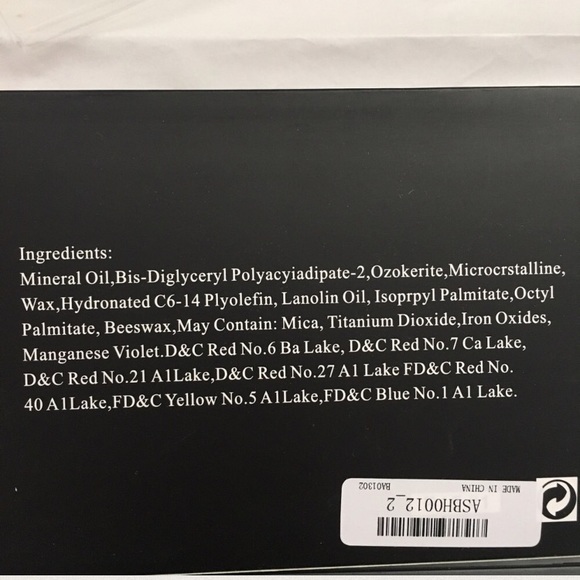 Ingredients:
Mineral Oil,Bis-Diglyceryl Polyacyiadipate-2,Ozokerite,Microcrstalline,
Wax,Hydronated C6-14 Plyolefin, Lanolin Oil, Isoprpyl Palmitate,Octyl
Palmitate, Beeswax,May Contain: Mica, Titanium Dioxide,Iron Oxides,
Manganese Violet.D&C Red No.6 Ba Lake, D&C Red No.7 Ca Lake,
D&C Red No.21 A1Lake,D&C Red No.27 A1 Lake FD&C Red No.
40 A1Lake,FD&C Yellow No.5 A1Lake,FD&C Blue No.1 A1 Lake.
ASBH0012_2
MADE IN CHINA BA01302